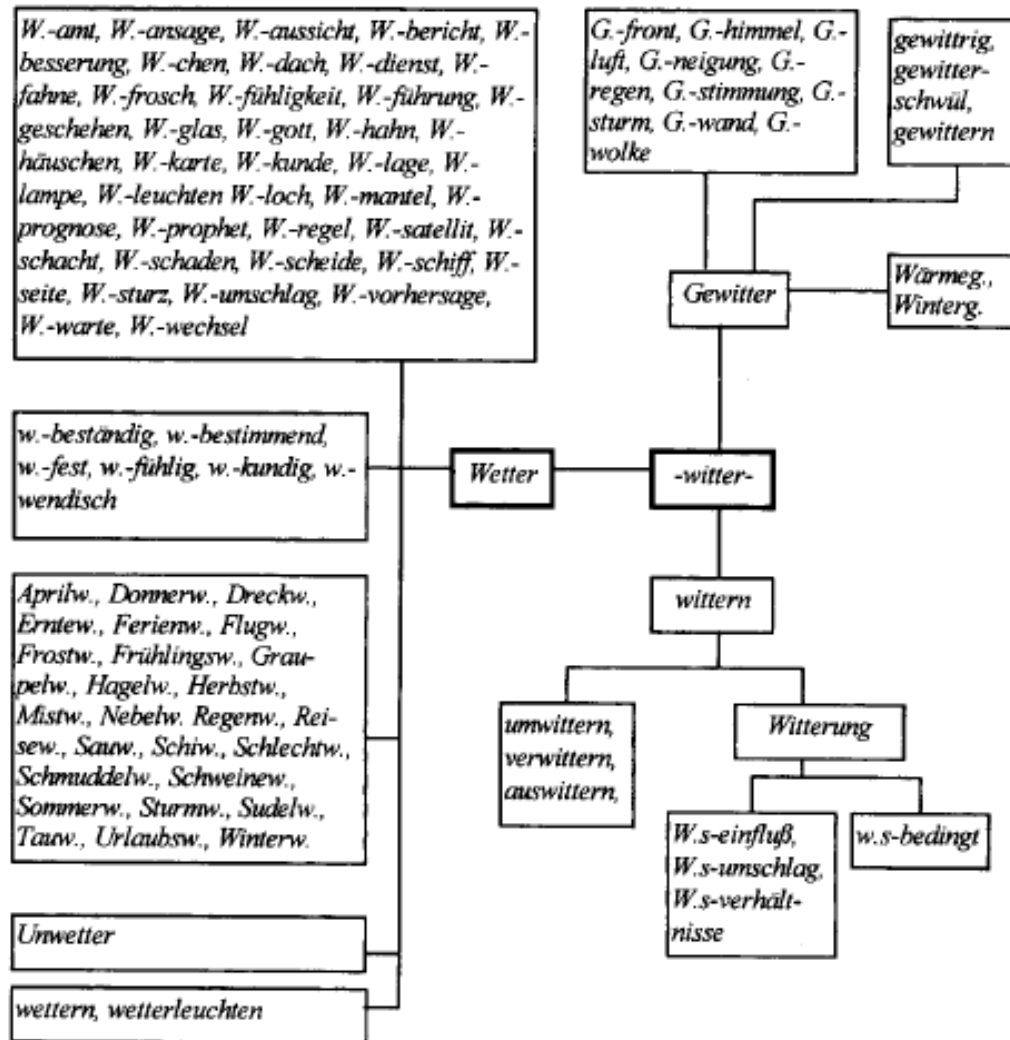 W.-amt, W.-ansage, W.-aussicht, W.-bericht, W.-
besserung, W.-chen, W.-dach, W.-dienst, W.-
fahne, W.-frosch, W.-fühligkeit, W.-führung, W.-
geschehen, W.-glas, W.-gott, W.-hahn, W.-
häuschen, W.-karte, W.-kunde, W.-lage, W.-
lampe, W.-leuchten W.-loch, W.-mantel, W.-
prognose, W.-prophet, W.-regel, W.-satellit, W.-
schacht, W.-schaden, W.-scheide, W.-schiff, W.-
seite, W.-sturz, W.-umschlag, W.-vorhersage,
W.-warte, W.-wechsel
G.-front, G.-himmel, G.-
luft, G.-neigung, G.-
regen, G.-stimmung, G.-
sturm, G.-wand, G.-
wolke
gewittrig,
gewitter-
schwül,
gewittern
Gewitter
Wärmeg.,
Winterg.
w.-beständig, w.-bestimmend,
w.-fest, w.-fühlig, w.-kundig, w.-
wendisch
Wetter
-witter-
Aprilw., Donnerw., Dreckw.,
Erntew., Ferienw., Flugw.,
Frostw., Frühlingsw., Grau-
pelw., Hagelw., Herbstw.,
Mistw., Nebelw. Regenw., Rei-
sew., Sauw., Schiw., Schlechtw.,
Schmuddelw., Schweinew.,
Sommerw., Sturmw., Sudelw.,
Tauw., Urlaubsw., Winterw.
wittern
umwittern,
verwittern,
auswittern,
Witterung
W.s-einfluß,
W.s-umschlag,
W.s-verhält-
nisse
w.s-bedingt
Unwetter
wettern, wetterleuchten